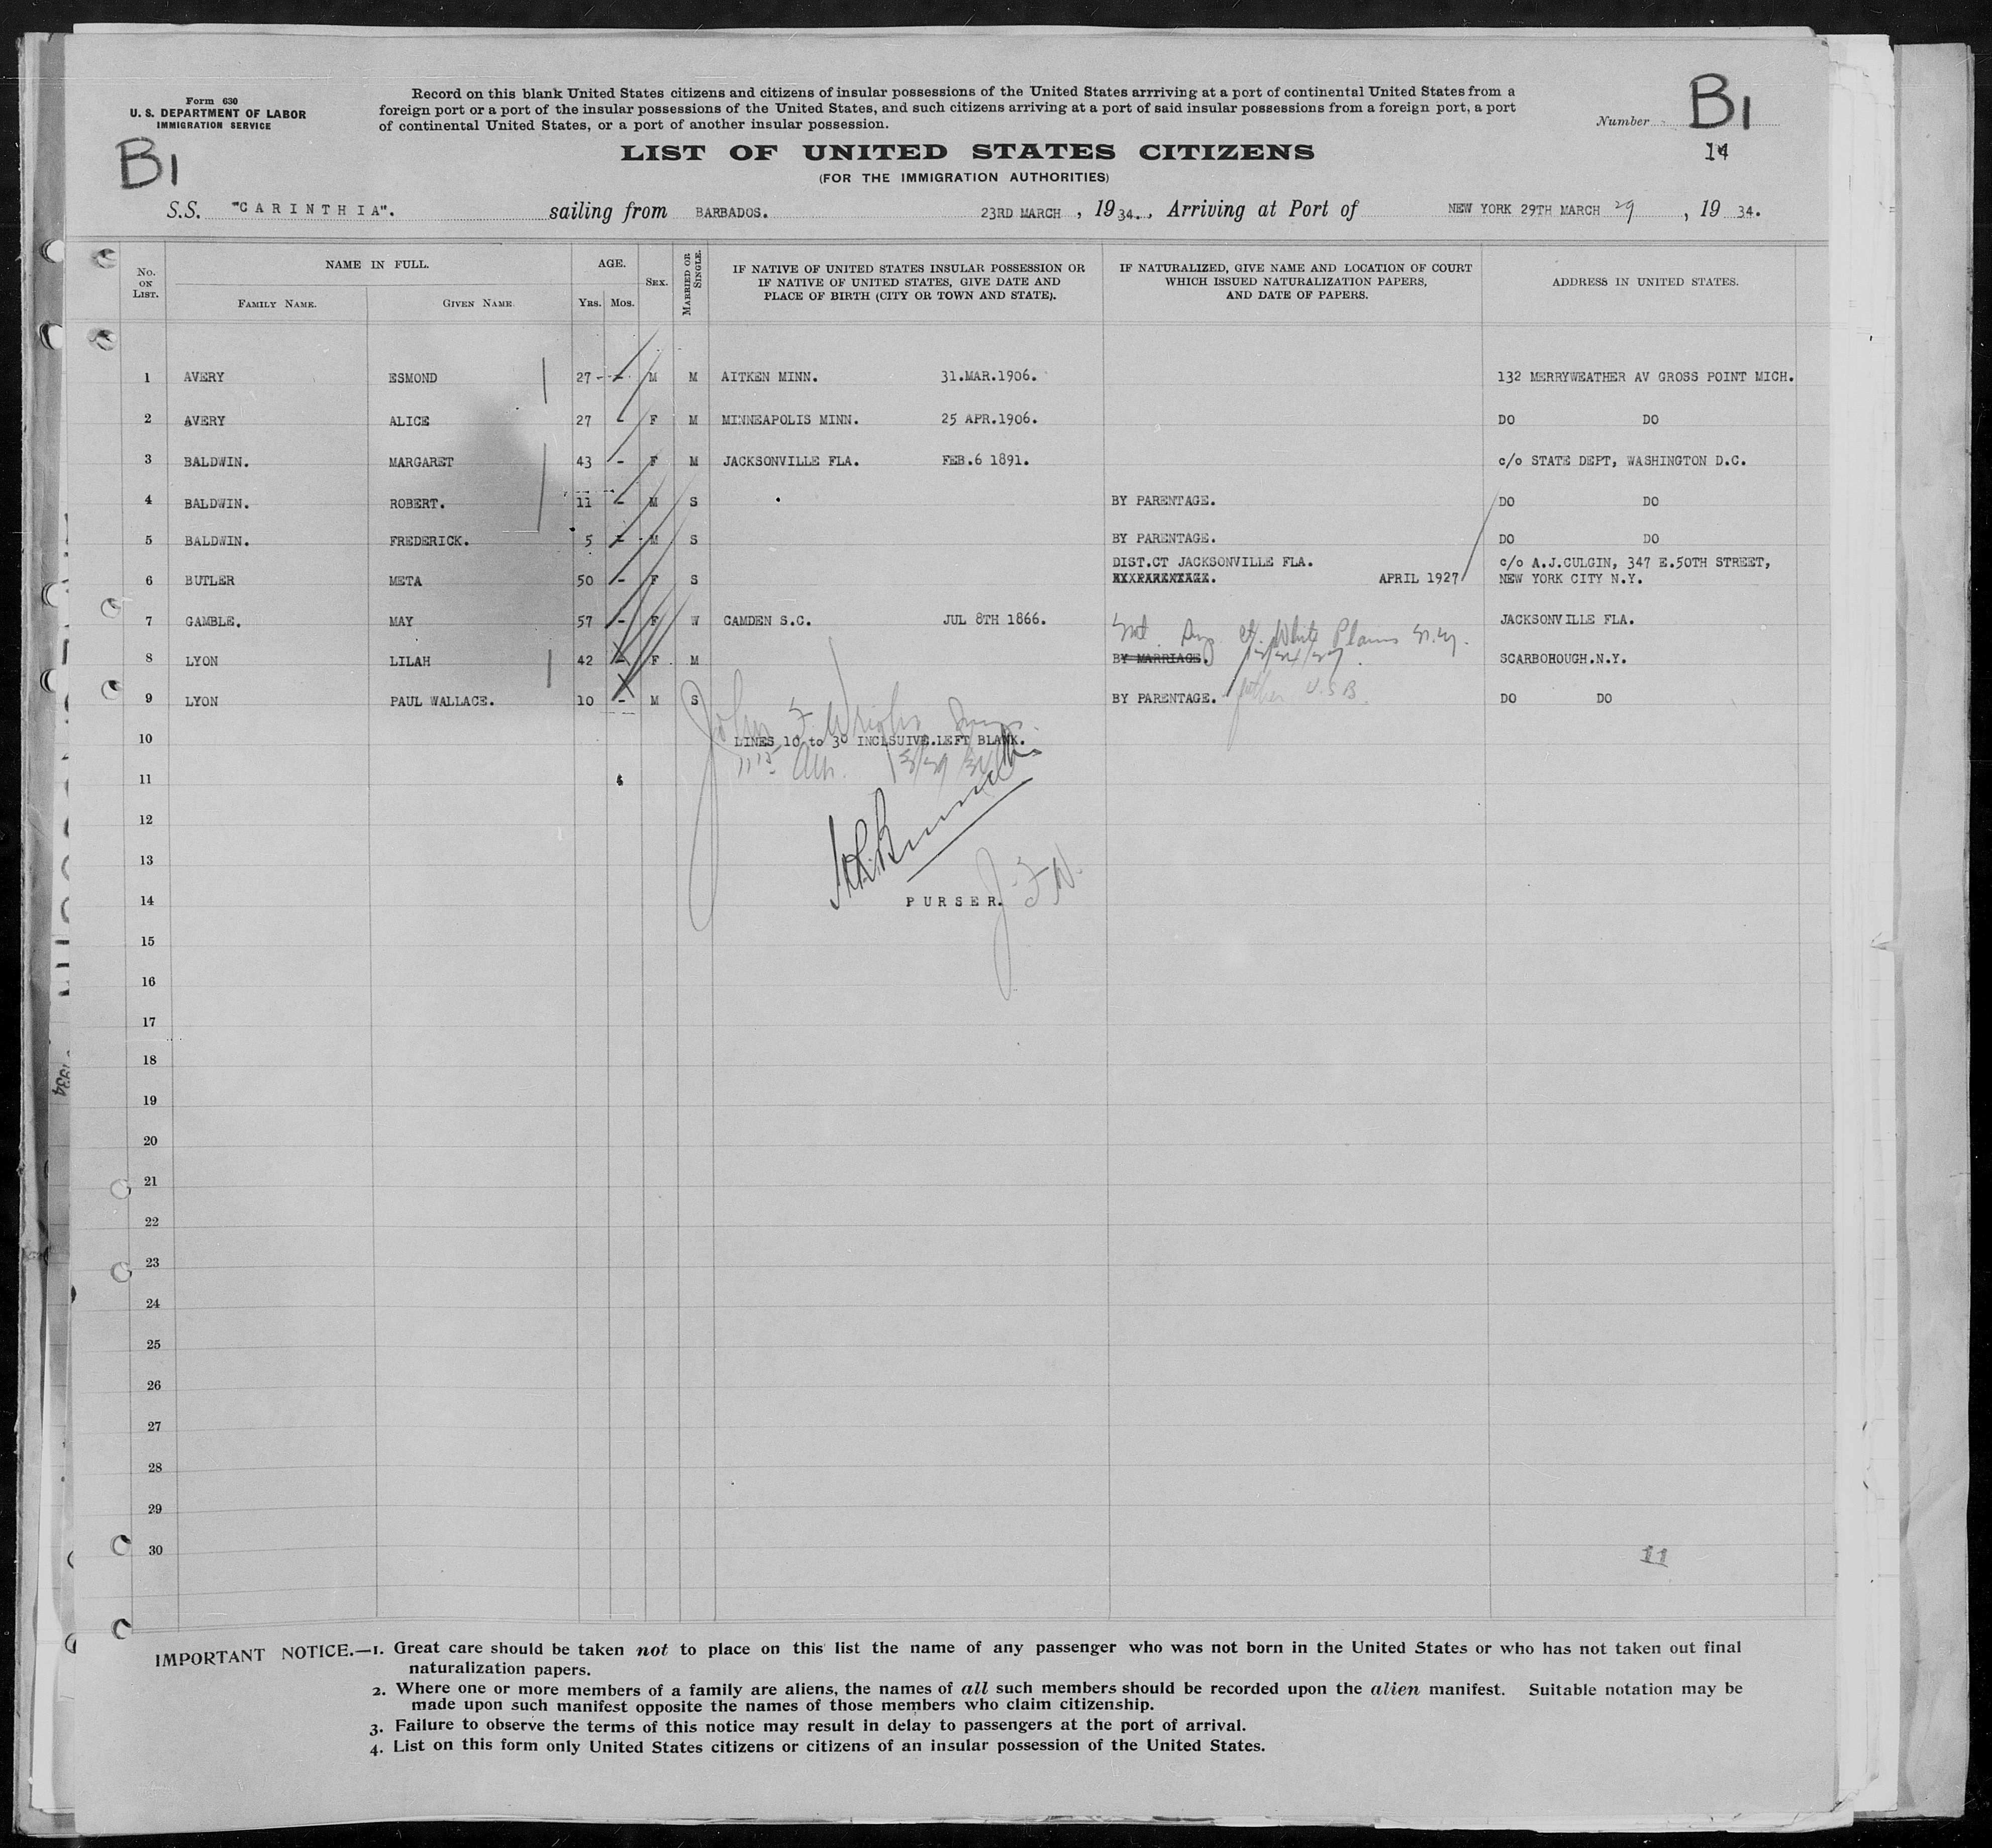 Form 630
U. S. DEPARTMENT OF LABOR
IMMIGRATION SERVICE
Record on this blank United States citizens and citizens of insular possessions of the United States arrriving at a port of continental United States from a
foreign port or a port of the insular possessions of the United States, and such citizens arriving at a port of said insular possessions from a foreign port, a port
of continental United States, or a port of another insular possession.
Number B1
B1
14
LIST OF UNITED STATES CITIZENS
(FOR THE IMMIGRATION AUTHORITIES)
S.S. "CARINTHIA". sailing from BARBADOS. 23RD MARCH, 1934., Arriving at Port of NEW YORK 29TH MARCH 29, 1934.
No. ON LIST. NAME IN FULL. FAMILY NAME. GIVEN NAME. AGE. YRS. MOS. SEX. MARRIED OR SINGLE. IF NATIVE OF UNITED STATES INSULAR POSSESSION OR IF NATIVE OF UNITED STATES, GIVE DATE AND PLACE OF BIRTH (CITY OR TOWN AND STATE). IF NATURALIZED, GIVE NAME AND LOCATION OF COURT WHICH ISSUED NATURALIZATION PAPERS, AND DATE OF PAPERS. ADDRESS IN UNITED STATES.
1 AVERY ESMOND 27 - M M AITKEN MINN. 31.MAR.1906. 132 MERRYWEATHER AV GROSS POINT MICH.
2 AVERY ALICE 27 - F M MINNEAPOLIS MINN. 25 APR.1906. DO DO
3 BALDWIN. MARGARET 43 - F M JACKSONVILLE FLA. FEB.6 1891. c/o STATE DEPT, WASHINGTON D.C.
4 BALDWIN. ROBERT. 11 - M S BY PARENTAGE. DO DO
5 BALDWIN. FREDERICK. 5 - M S BY PARENTAGE. DO DO
DIST.CT JACKSONVILLE FLA. c/o A.J.CULGIN, 347 E.50TH STREET,
6 BUTLER META 50 - F S APRIL 1927 NEW YORK CITY N.Y.
7 GAMBLE. MAY 57 - F W CAMDEN S.C. JUL 8TH 1866. JACKSONVILLE FLA.
White Plains N.Y.
8 LYON LILAH 42 - F M BY MARRIAGE. SCARBOHOUGH.N.Y.
9 LYON PAUL WALLACE. 10 - M S BY PARENTAGE. father U.S.B. DO DO
John F. Wright
10 LINES 10 to 30 INCLSUIVE.LEFT BLANK.
11
12
13
14 PURSER. J.F.W.
15
16
17
18
19
20
21
22
23
24
25
26
27
28
29
30
11
IMPORTANT NOTICE.—1. Great care should be taken not to place on this list the name of any passenger who was not born in the United States or who has not taken out final
naturalization papers.
2. Where one or more members of a family are aliens, the names of all such members should be recorded upon the alien manifest. Suitable notation may be
made upon such manifest opposite the names of those members who claim citizenship.
3. Failure to observe the terms of this notice may result in delay to passengers at the port of arrival.
4. List on this form only United States citizens or citizens of an insular possession of the United States.